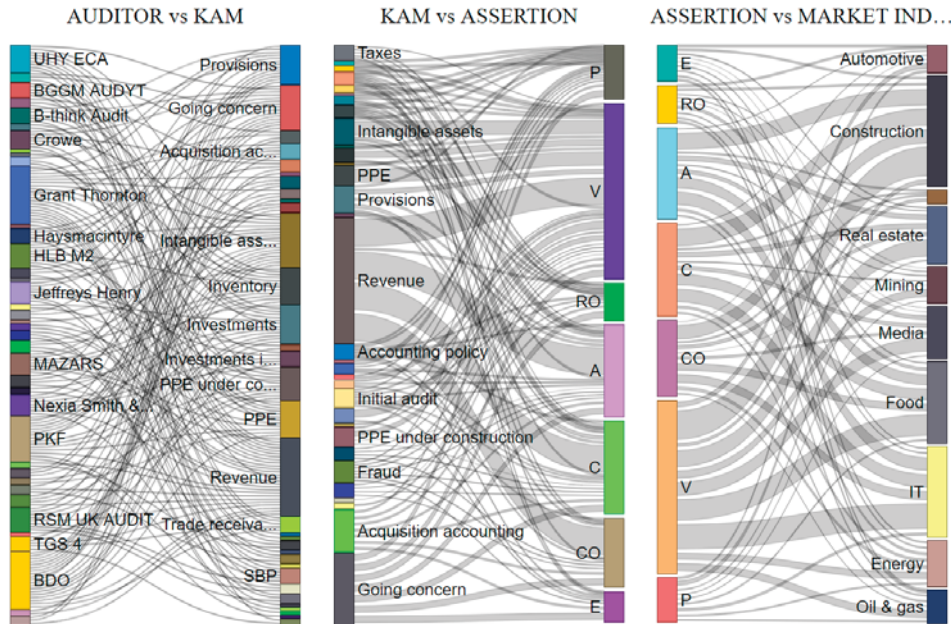 AUDITOR vs KAM
KAM vs ASSERTION
ASSERTION vs MARKET IND...
UHY ECA
BGGM AUDYT
B-think Audit
Crowe
Grant Thornton
Haysmacintyre
HLB M2
Jeffreys Henry
MAZARS
Nexia Smith &...
PKF
RSM UK AUDIT
TGS 4
BDO
Provisions
Going concern
Acquisition ac...
Intangible ass...
Inventory
Investments
Investments i...
PPE under co...
PPE
Revenue
Trade receiva...
SBP
Taxes
Intangible assets
PPE
Provisions
Revenue
Accounting policy
Initial audit
PPE under construction
Fraud
Acquisition accounting
Going concern
P
V
RO
A
C
CO
E
E
RO
A
C
CO
V
P
Automotive
Construction
Real estate
Mining
Media
Food
IT
Energy
Oil & gas